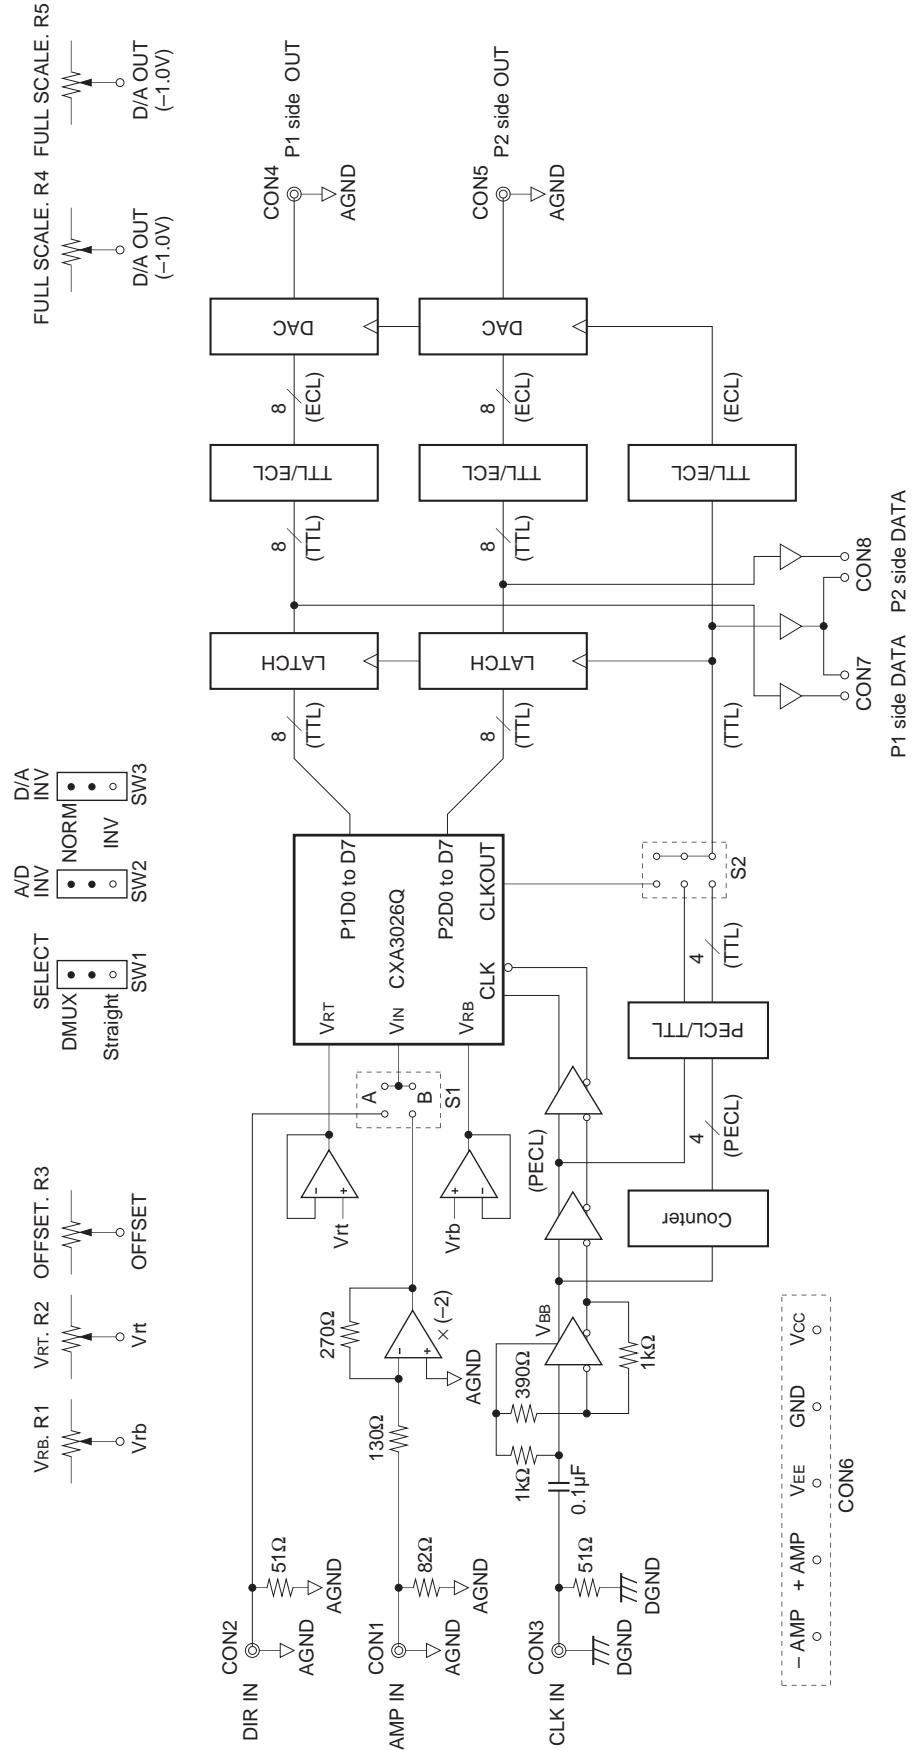 VRB. R1
Vrb
VRT. R2
Vrt
OFFSET. R3
OFFSET
SELECT
DMUX
Straight
SW1
A/D
INV
SW2
D/A
INV
NORM
INV
SW3
FULL SCALE. R4
D/A OUT
(–1.0V)
FULL SCALE. R5
D/A OUT
(–1.0V)
DIR IN
CON2
AGND
51Ω
AGND
AMP IN
CON1
AGND
82Ω
AGND
130Ω
270Ω
–
+
× (–2)
AGND
Vrt
–
+
Vrb
+
–
A
B
S1
VRT
VIN
VRB
P1D0 to D7
CXA3026Q
P2D0 to D7
CLK
CLKOUT
8
(TTL)
LATCH
8
(TTL)
TTL/ECL
8
(ECL)
DAC
CON4
P1 side OUT
AGND
8
(TTL)
LATCH
8
(TTL)
TTL/ECL
8
(ECL)
DAC
CON5
P2 side OUT
AGND
CLK IN
CON3
DGND
51Ω
DGND
0.1µF
1kΩ
390Ω
VBB
1kΩ
(PECL)
Counter
4
(PECL)
PECL/TTL
4
(TTL)
S2
(TTL)
TTL/ECL
(ECL)
CON7
P1 side DATA
CON8
P2 side DATA
– AMP
+ AMP
VEE
GND
VCC
CON6